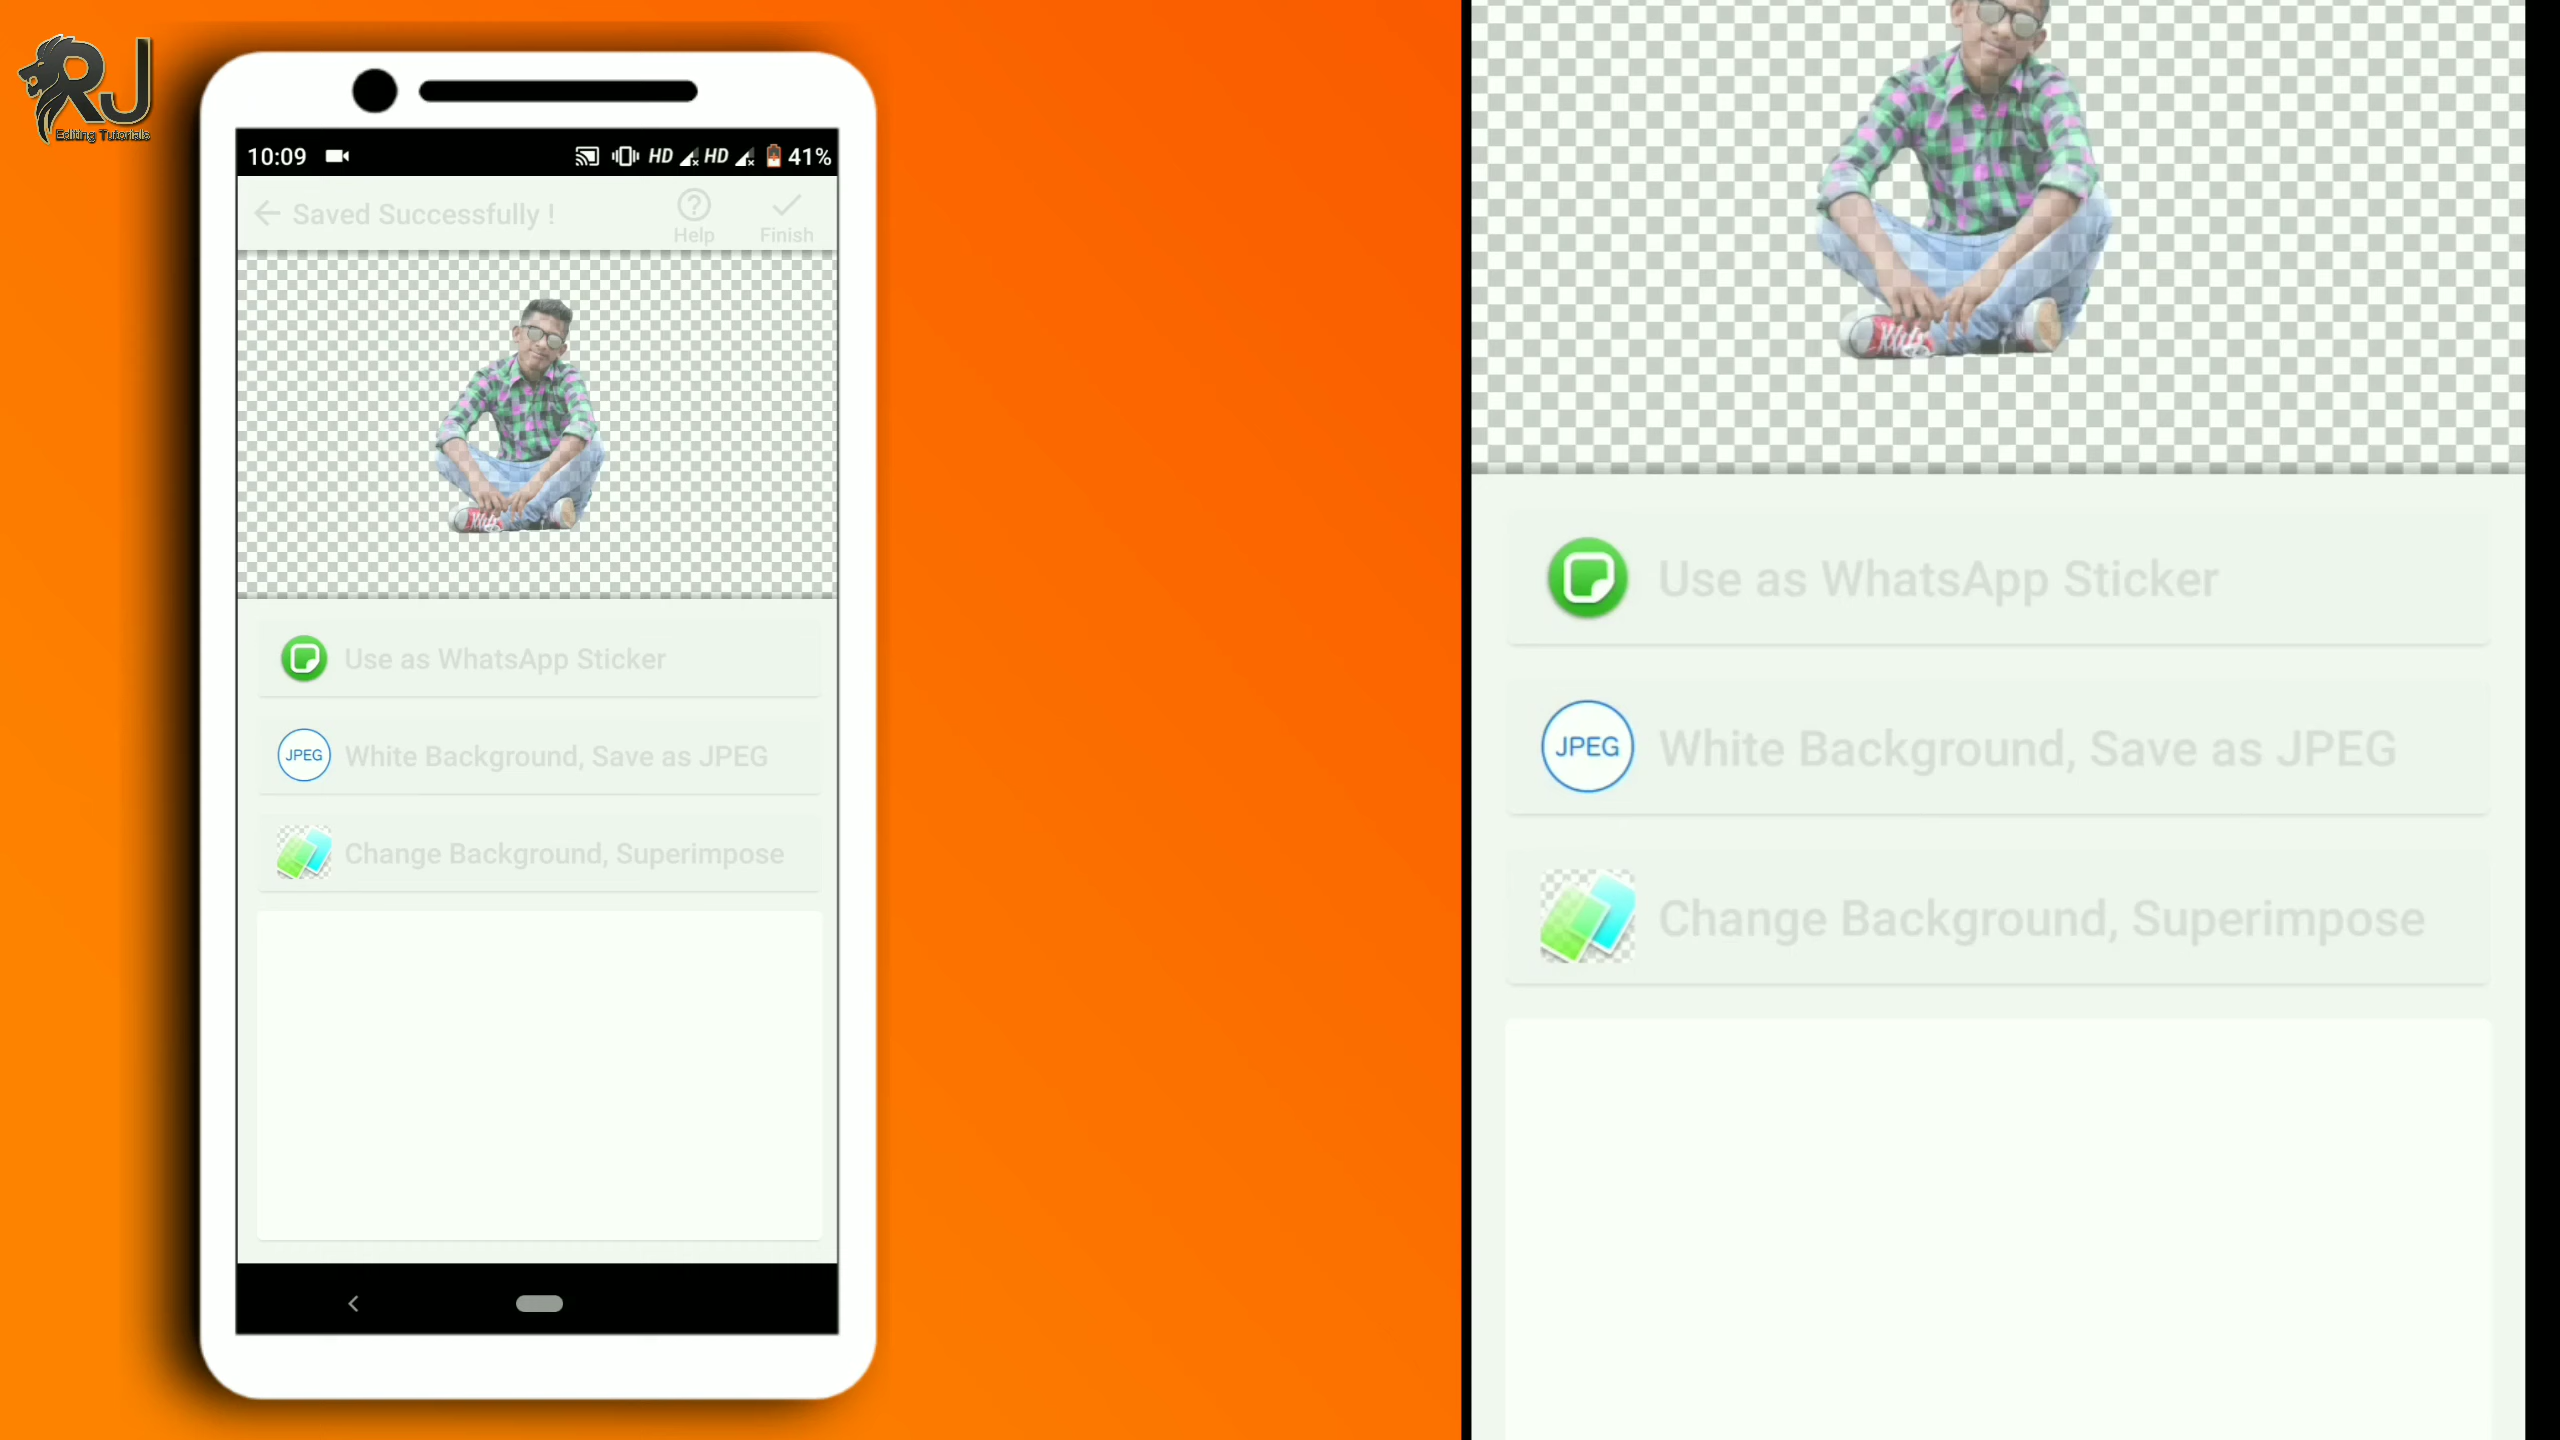 RJ
Editing Tutorials
10:09
HD HD 41%
Saved Successfully !
Help
Finish
Use as WhatsApp Sticker
JPEG
White Background, Save as JPEG
Change Background, Superimpose
Use as WhatsApp Sticker
JPEG
White Background, Save as JPEG
Change Background, Superimpose